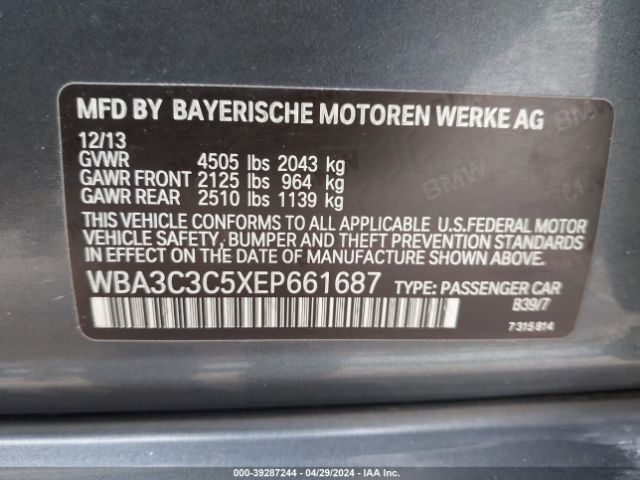 MFD BY BAYERISCHE MOTOREN WERKE AG
12/13
GVWR 4505 lbs 2043 kg
GAWR FRONT 2125 lbs 964 kg
GAWR REAR 2510 lbs 1139 kg
THIS VEHICLE CONFORMS TO ALL APPLICABLE U.S.FEDERAL MOTOR
VEHICLE SAFETY, BUMPER AND THEFT PREVENTION STANDARDS
IN EFFECT ON THE DATE OF MANUFACTURE SHOWN ABOVE.
WBA3C3C5XEP661687 TYPE: PASSENGER CAR
B39/7
7 315 814
BMW
BMW
000-39287244 / 04/29/2024 - IAA Inc.